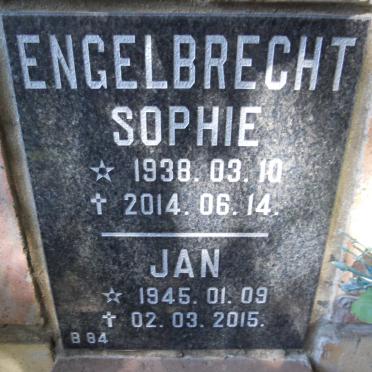 ENGELBRECHT
SOPHIE
☆ 1938.03.10
✝ 2014.06.14.
JAN
☆ 1945.01.09
✝ 02.03.2015.
B 84